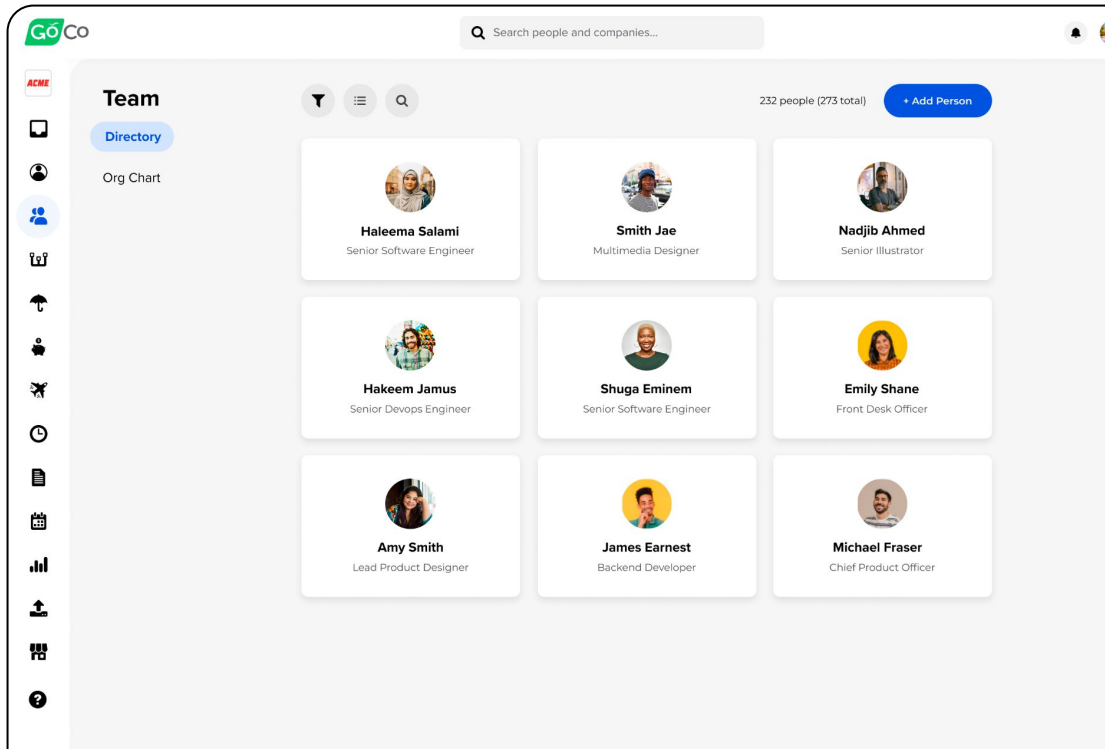 GoCo
Search people and companies...
ACME
Team
232 people (273 total)
+ Add Person
Directory
Org Chart
Haleema Salami
Senior Software Engineer
Smith Jae
Multimedia Designer
Nadjib Ahmed
Senior Illustrator
Hakeem Jamus
Senior Devops Engineer
Shuga Eminem
Senior Software Engineer
Emily Shane
Front Desk Officer
Amy Smith
Lead Product Designer
James Earnest
Backend Developer
Michael Fraser
Chief Product Officer